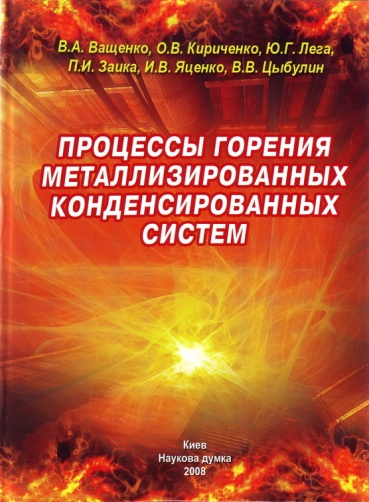 В.А. Ващенко, О.В. Кириченко, Ю.Г. Лега,
П.И. Заика, И.В. Яценко, В.В. Цыбулин
ПРОЦЕССЫ ГОРЕНИЯ
МЕТАЛЛИЗИРОВАННЫХ
КОНДЕНСИРОВАННЫХ
СИСТЕМ
Киев
Наукова думка
2008